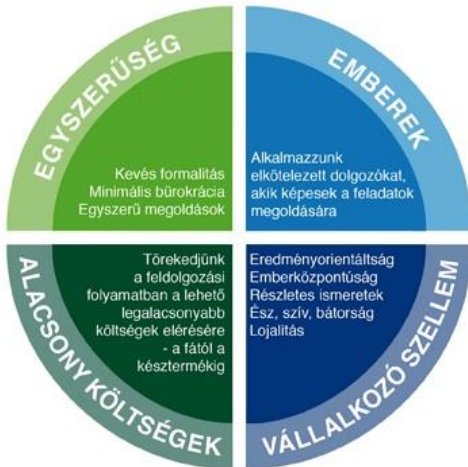 EGYSZERŰSÉG
Kevés formalitás
Minimális bürokrácia
Egyszerű megoldások
EMBEREK
Alkalmazzunk
elkötelezett dolgozókat,
akik képesek a feladatok
megoldására
ALACSONY KÖLTSÉGEK
Törekedjünk
a feldolgozási
folyamatban a lehető
legalacsonyabb
költségek elérésére
- a fától a
késztermékig
VÁLLALKOZÓ SZELLEM
Eredményorientáltság
Emberközpontúság
Részletes ismeretek
Ész, szív, bátorság
Lojalitás